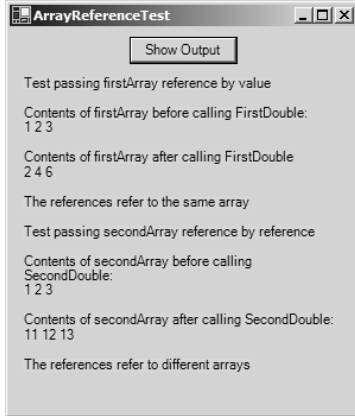 ArrayReferenceTest
Show Output
Test passing firstArray reference by value
Contents of firstArray before calling FirstDouble:
1 2 3
Contents of firstArray after calling FirstDouble
2 4 6
The references refer to the same array
Test passing secondArray reference by reference
Contents of secondArray before calling
SecondDouble:
1 2 3
Contents of secondArray after calling SecondDouble:
11 12 13
The references refer to different arrays